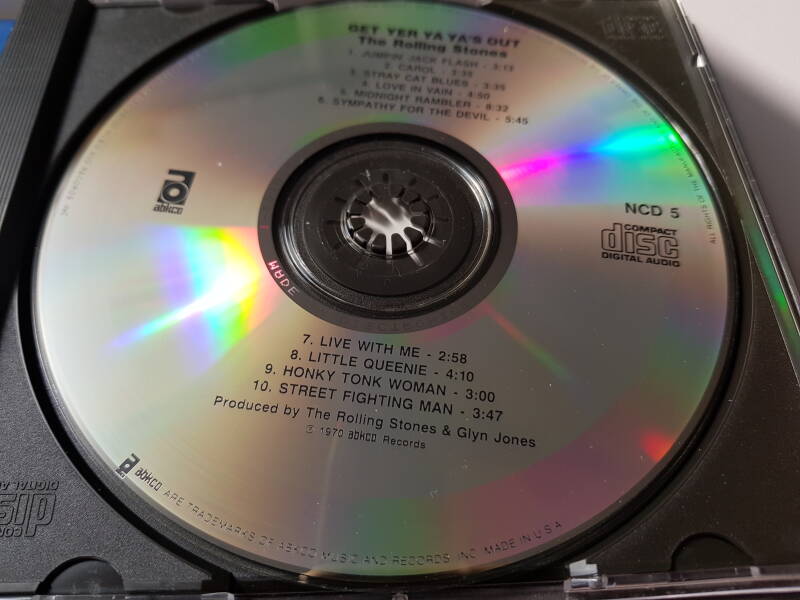 GET YER YA YA'S OUT
The Rolling Stones
1. JUMPIN JACK FLASH - 3:13
2. CAROL - 3:35
3. STRAY CAT BLUES - 3:35
4. LOVE IN VAIN - 4:50
5. MIDNIGHT RAMBLER - 8:32
6. SYMPATHY FOR THE DEVIL - 5:45
abkco
NCD 5
COMPACT
disc
DIGITAL AUDIO
MADE
7. LIVE WITH ME - 2:58
8. LITTLE QUEENIE - 4:10
9. HONKY TONK WOMAN - 3:00
10. STREET FIGHTING MAN - 3:47
Produced by The Rolling Stones & Glyn Jones
℗ 1970 abkco Records
abkco ARE TRADEMARKS OF ABKCO MUSIC AND RECORDS INC. MADE IN U.S.A.
disc